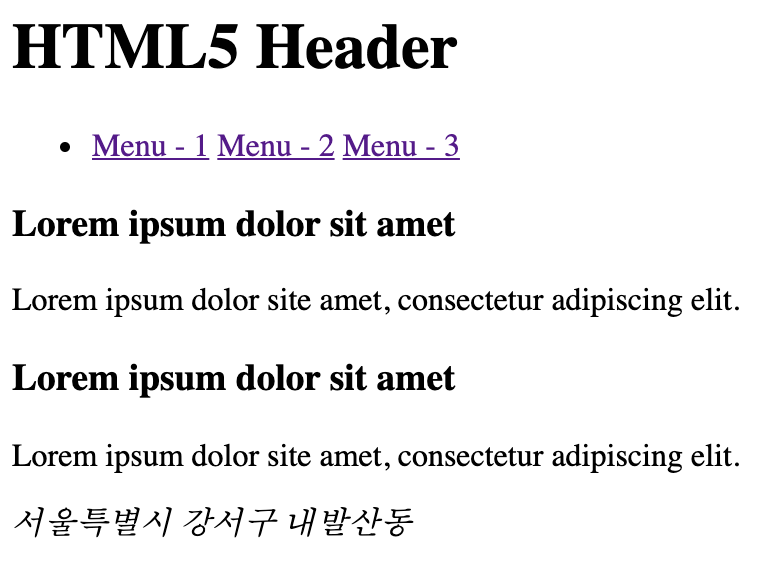 HTML5 Header
• Menu - 1 Menu - 2 Menu - 3
Lorem ipsum dolor sit amet
Lorem ipsum dolor site amet, consectetur adipiscing elit.
Lorem ipsum dolor sit amet
Lorem ipsum dolor site amet, consectetur adipiscing elit.
서울특별시 강서구 내발산동